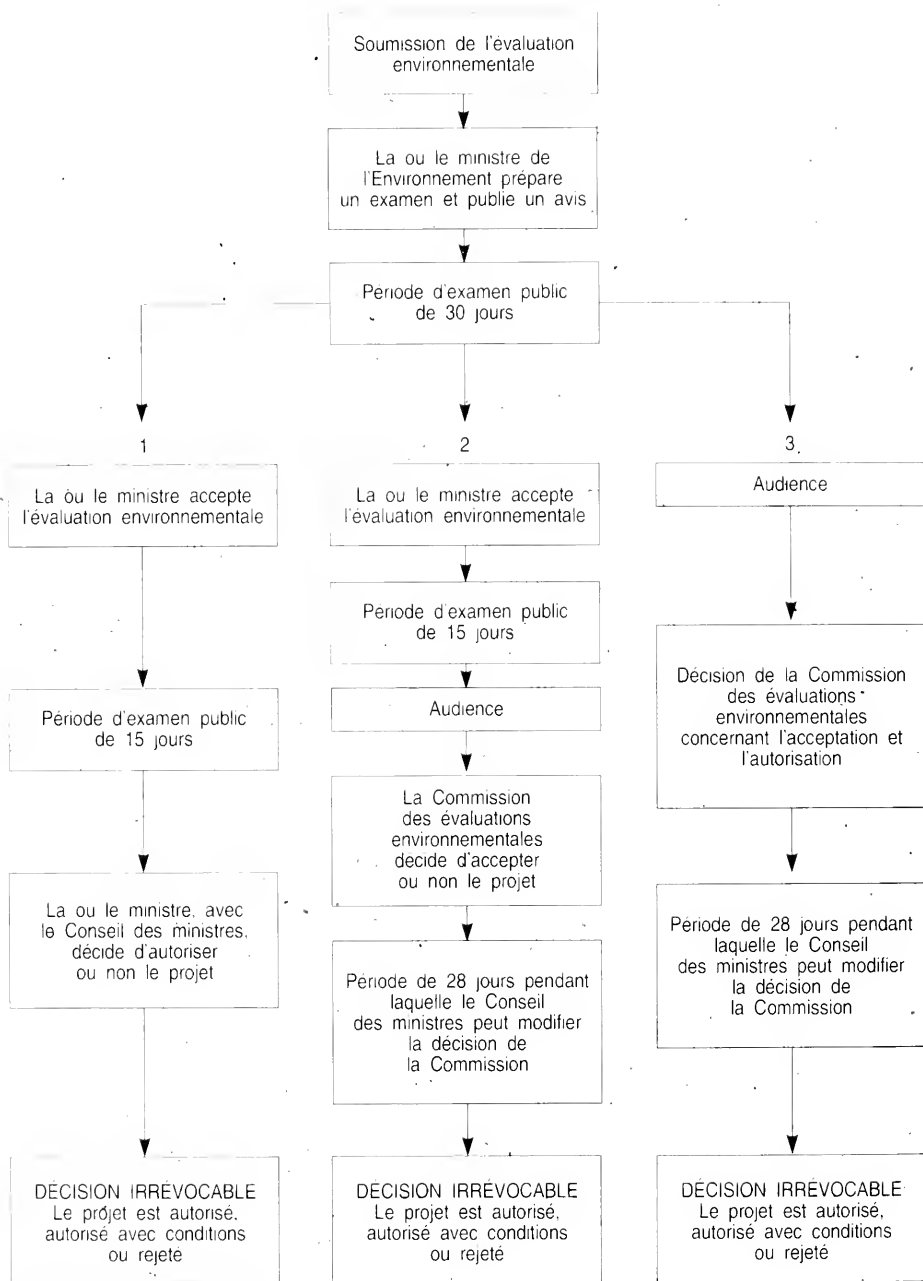 Soumission de l'évaluation
environnementale
La ou le ministre de
l'Environnement prépare
un examen et publie un avis
Période d'examen public
de 30 jours
1
La ou le ministre accepte
l'évaluation environnementale
Période d'examen public
de 15 jours
La ou le ministre, avec
le Conseil des ministres,
décide d'autoriser
ou non le projet
DÉCISION IRRÉVOCABLE
Le projet est autorisé,
autorisé avec conditions
ou rejeté
2
La ou le ministre accepte
l'évaluation environnementale
Période d'examen public
de 15 jours
Audience
La Commission
des évaluations
environnementales
décide d'accepter
ou non le projet
Période de 28 jours pendant
laquelle le Conseil
des ministres peut modifier
la décision de
la Commission
DÉCISION IRRÉVOCABLE
Le projet est autorisé,
autorisé avec conditions
ou rejeté
3
Audience
Décision de la Commission
des évaluations
environnementales
concernant l'acceptation et
l'autorisation
Période de 28 jours pendant
laquelle le Conseil
des ministres peut modifier
la décision de
la Commission
DÉCISION IRRÉVOCABLE
Le projet est autorisé,
autorisé avec conditions
ou rejeté